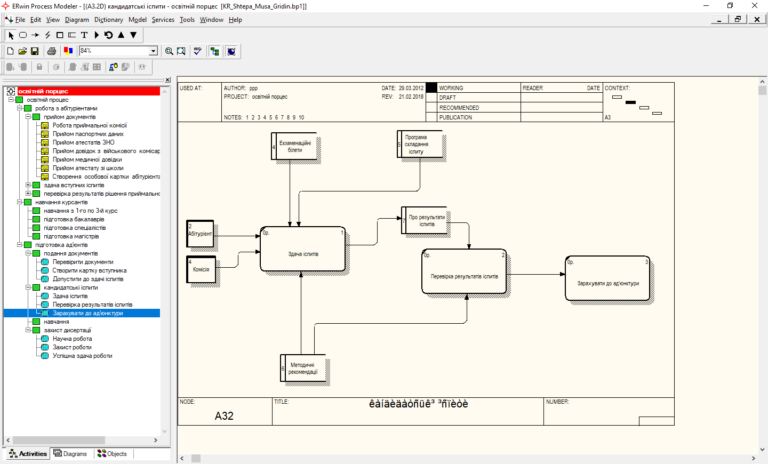 ERwin Process Modeler - [(A3.2D) кандидатські іспити - освітній порцес  [KR_Shtepa_Musa_Gridin.bp1]]
File Edit View Diagram Dictionary Model Services Tools Window Help
84%
освітній порцес
освітній процес
робота з абітурієнтами
прийом документів
Робота приймальної комісії
Прийом паспортних даних
Прийом атестатів ЗНО
Прийом довідок з військового комісар
Прийом медичної довідки
Прийом атестату зі школи
Створення особової картки абітурієнта
здача вступних іспитів
перевірка результатів рішення приймально
навчання курсантів
навчання з 1-го по 3-й курс
підготовка бакалаврів
підготовка спеціалістів
підготовка магістрів
підготовка ад'юнктів
подання документів
Перевірити документи
Створити картку вступника
Допустити до здачі іспитів
кандидатські іспити
Здача іспитів
Перевірка результатів іспитів
Зарахувати до ад'юнктури
навчання
захист дисертації
Научна робота
Захист роботи
Успішна здача роботи
Activities Diagrams Objects
USED AT: AUTHOR: ppp DATE: 29.03.2012 WORKING READER DATE CONTEXT:
PROJECT: освітній порцес REV: 21.02.2018 DRAFT
RECOMMENDED
NOTES: 1 2 3 4 5 6 7 8 9 10 PUBLICATION A3
4 Екзаменаційні білети
5 Програма складання іспиту
2 Абітурієнт
4 Комісія
0р. 1
Здача іспитів
Про результати іспитів
0р. 2
Перевірка результатів іспитів
0р. 3
Зарахувати до ад'юнктури
6 Методичні рекомендації
NODE: TITLE: NUMBER:
A32
êàíäèäàòñüê³ ³ñïèòè